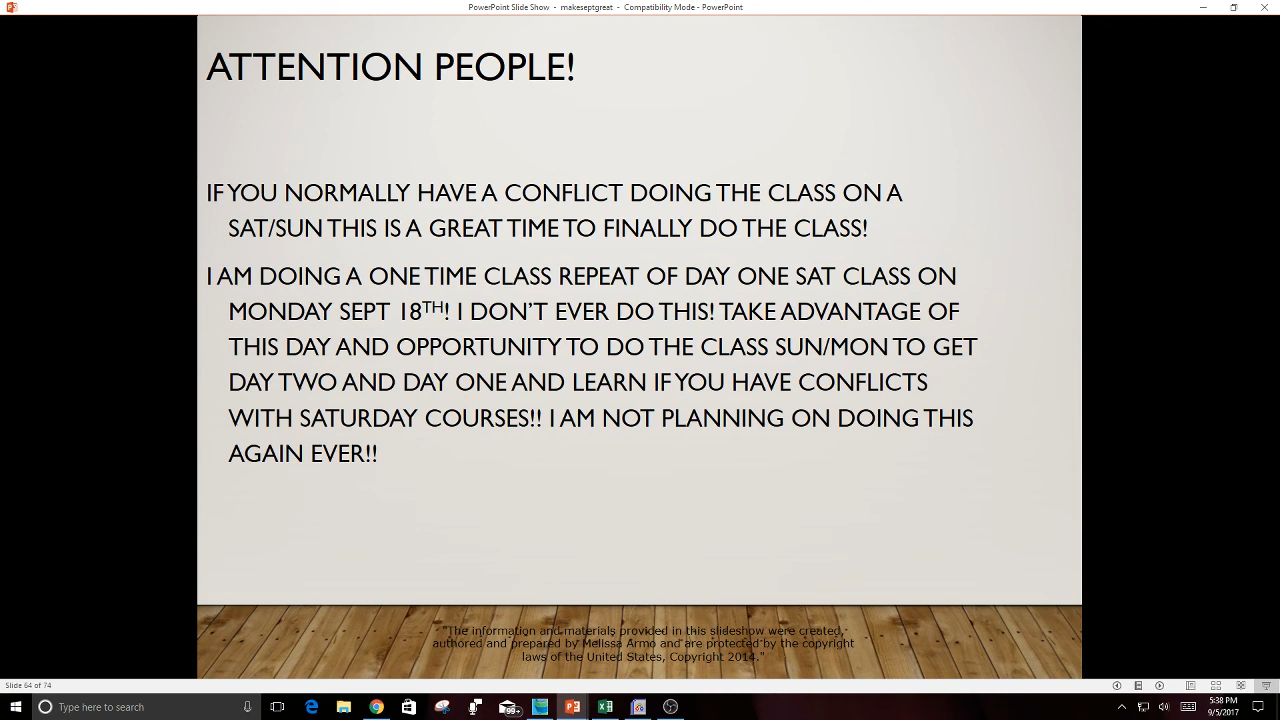 PowerPoint Slide Show - makeseptgreat - Compatibility Mode - PowerPoint
ATTENTION PEOPLE!
IF YOU NORMALLY HAVE A CONFLICT DOING THE CLASS ON A
SAT/SUN THIS IS A GREAT TIME TO FINALLY DO THE CLASS!
I AM DOING A ONE TIME CLASS REPEAT OF DAY ONE SAT CLASS ON
MONDAY SEPT 18TH! I DON'T EVER DO THIS! TAKE ADVANTAGE OF
THIS DAY AND OPPORTUNITY TO DO THE CLASS SUN/MON TO GET
DAY TWO AND DAY ONE AND LEARN IF YOU HAVE CONFLICTS
WITH SATURDAY COURSES!! I AM NOT PLANNING ON DOING THIS
AGAIN EVER!!
"The information and materials provided in this slideshow were created,
authored and prepared by Melissa Armo and are protected by the copyright
laws of the United States, Copyright 2014."
Slide 64 of 74
Type here to search
99+
5:38 PM
9/5/2017